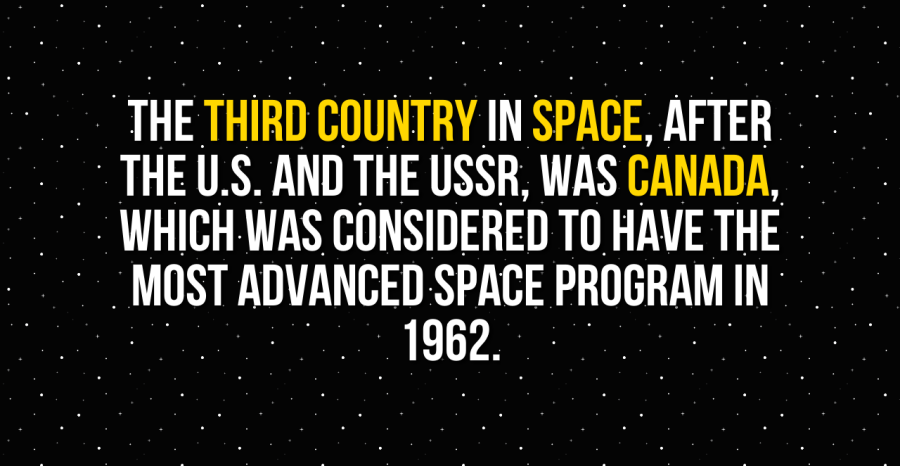 THE THIRD COUNTRY IN SPACE, AFTER
THE U.S. AND THE USSR, WAS CANADA,
WHICH WAS CONSIDERED TO HAVE THE
MOST ADVANCED SPACE PROGRAM IN
1962.